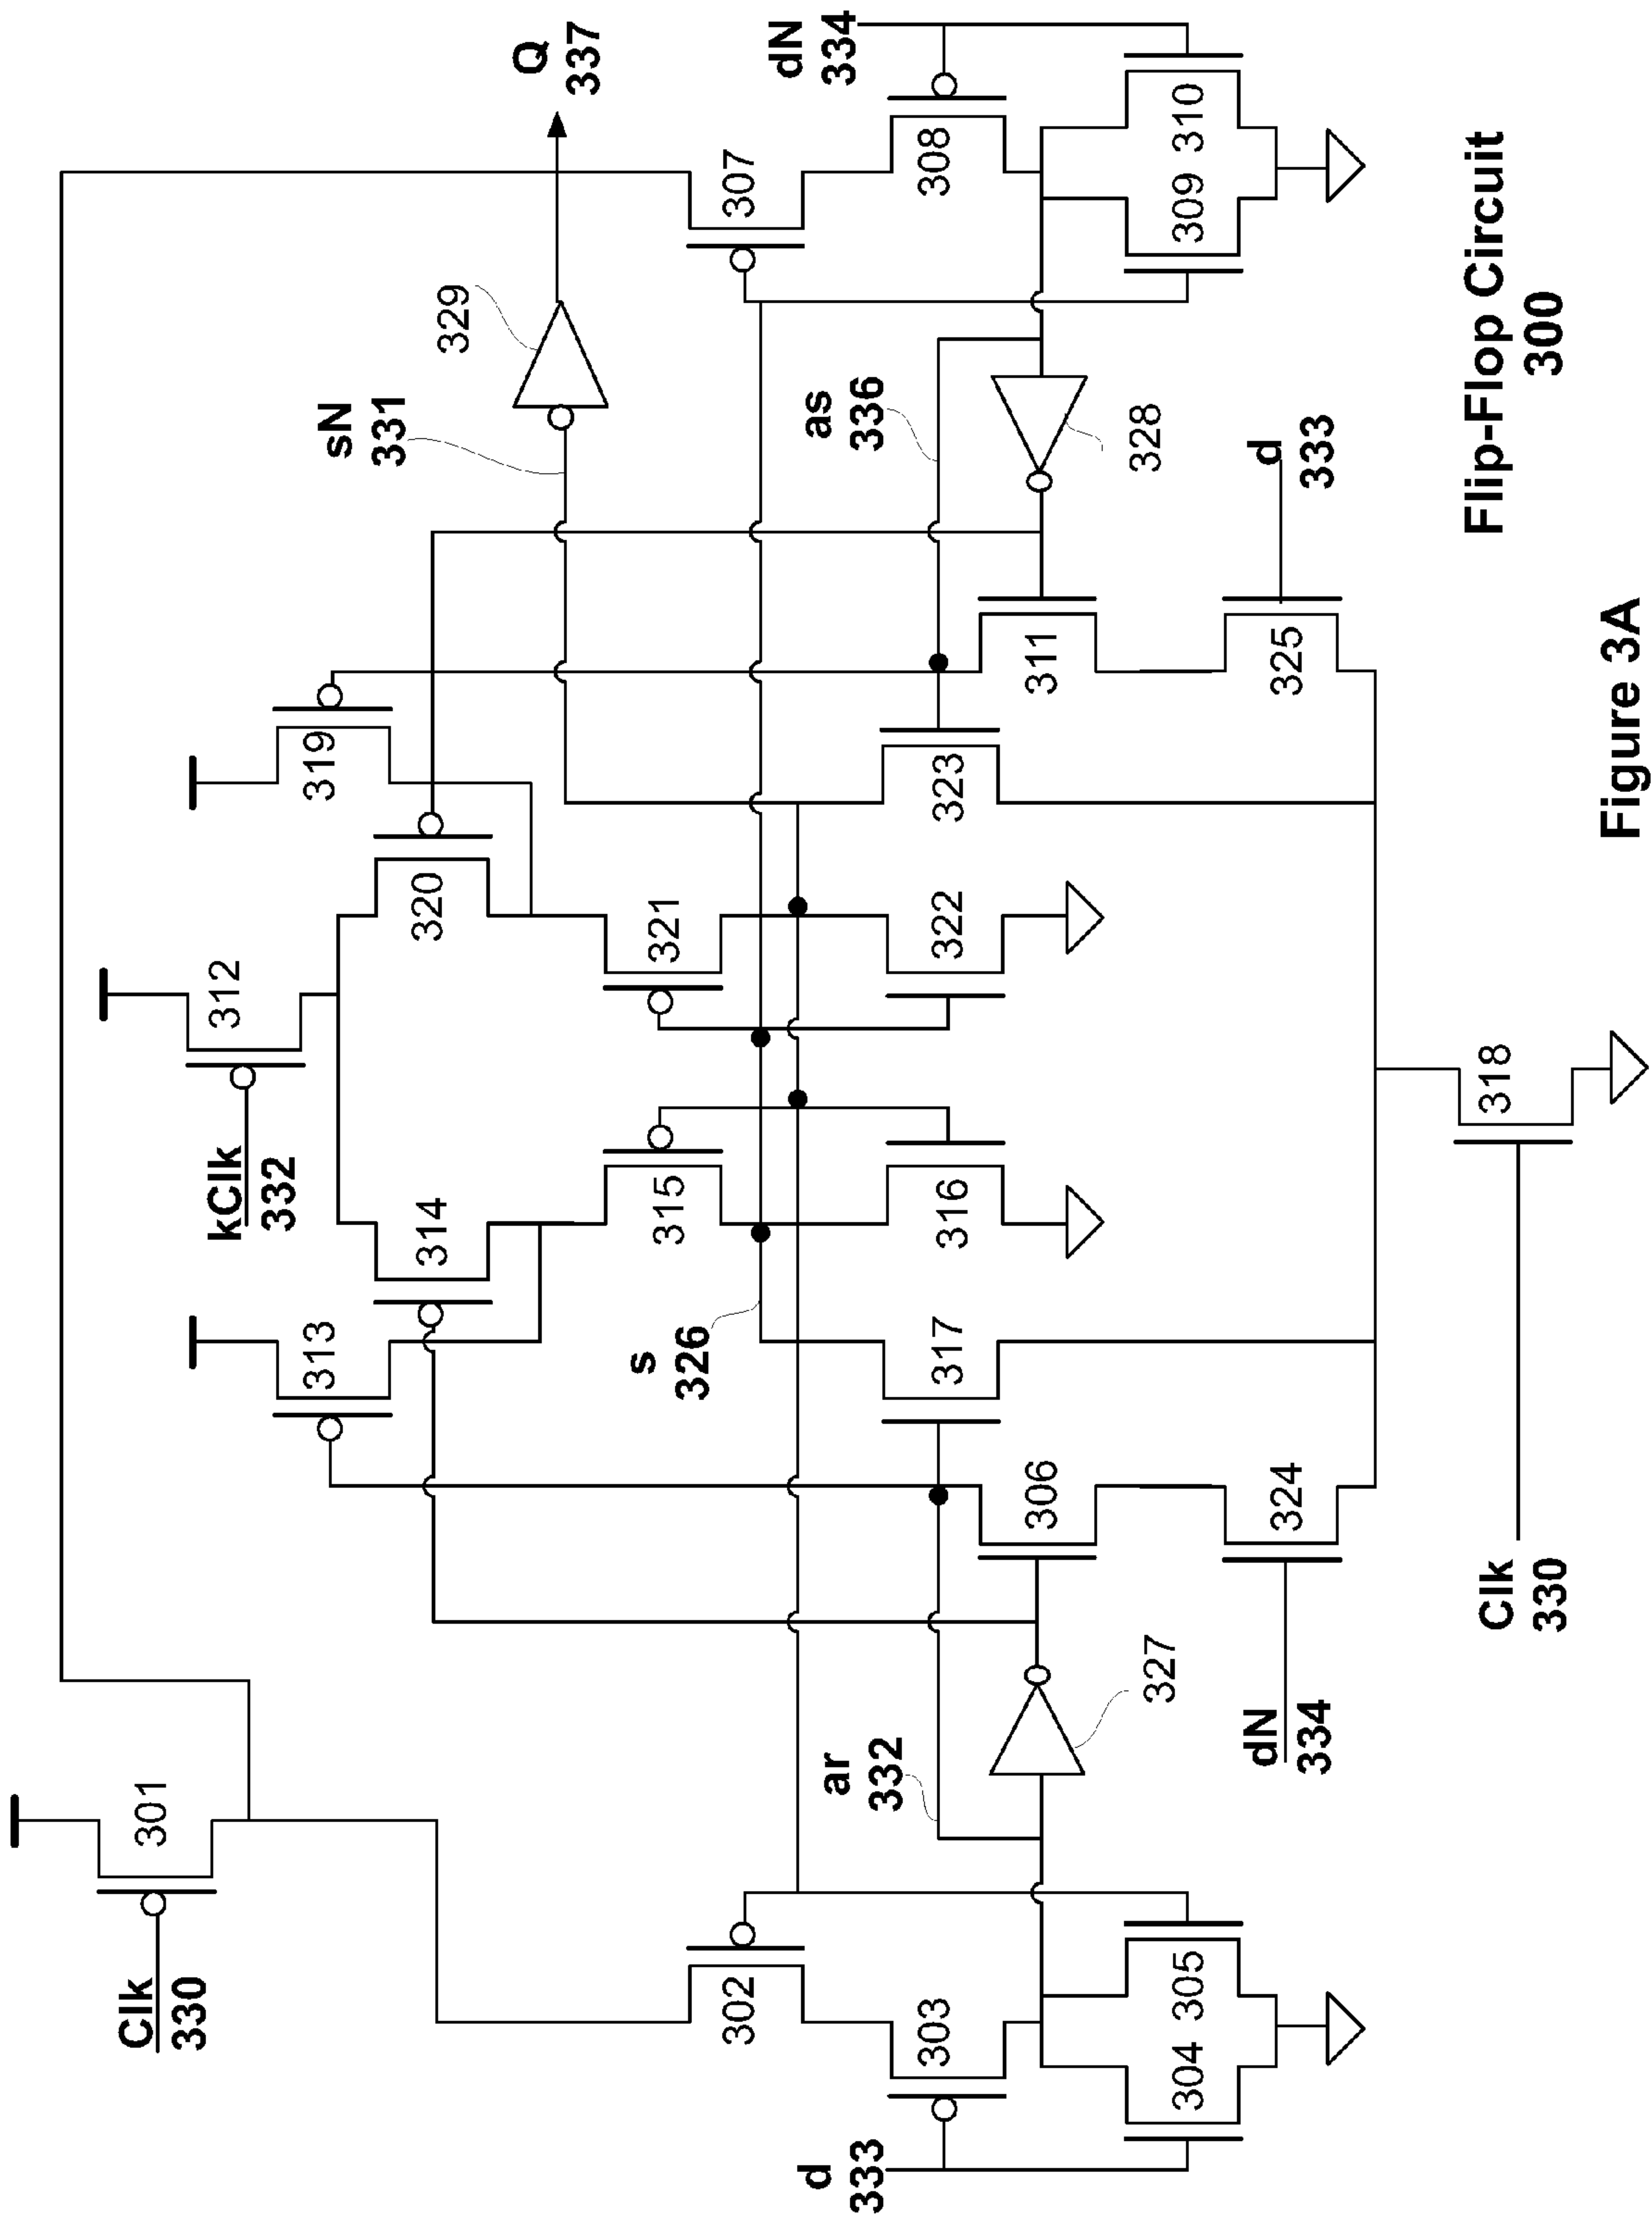 Clk
330
301
kClk
332
312
313
314
319
320
302
303
d
333
304
305
307
308
dN
334
309
310
315
316
321
322
s
326
sN
331
329
Q
337
ar
332
327
306
317
323
as
336
328
311
dN
334
324
325
d
333
Clk
330
318
Flip-Flop Circuit
300
Figure 3A